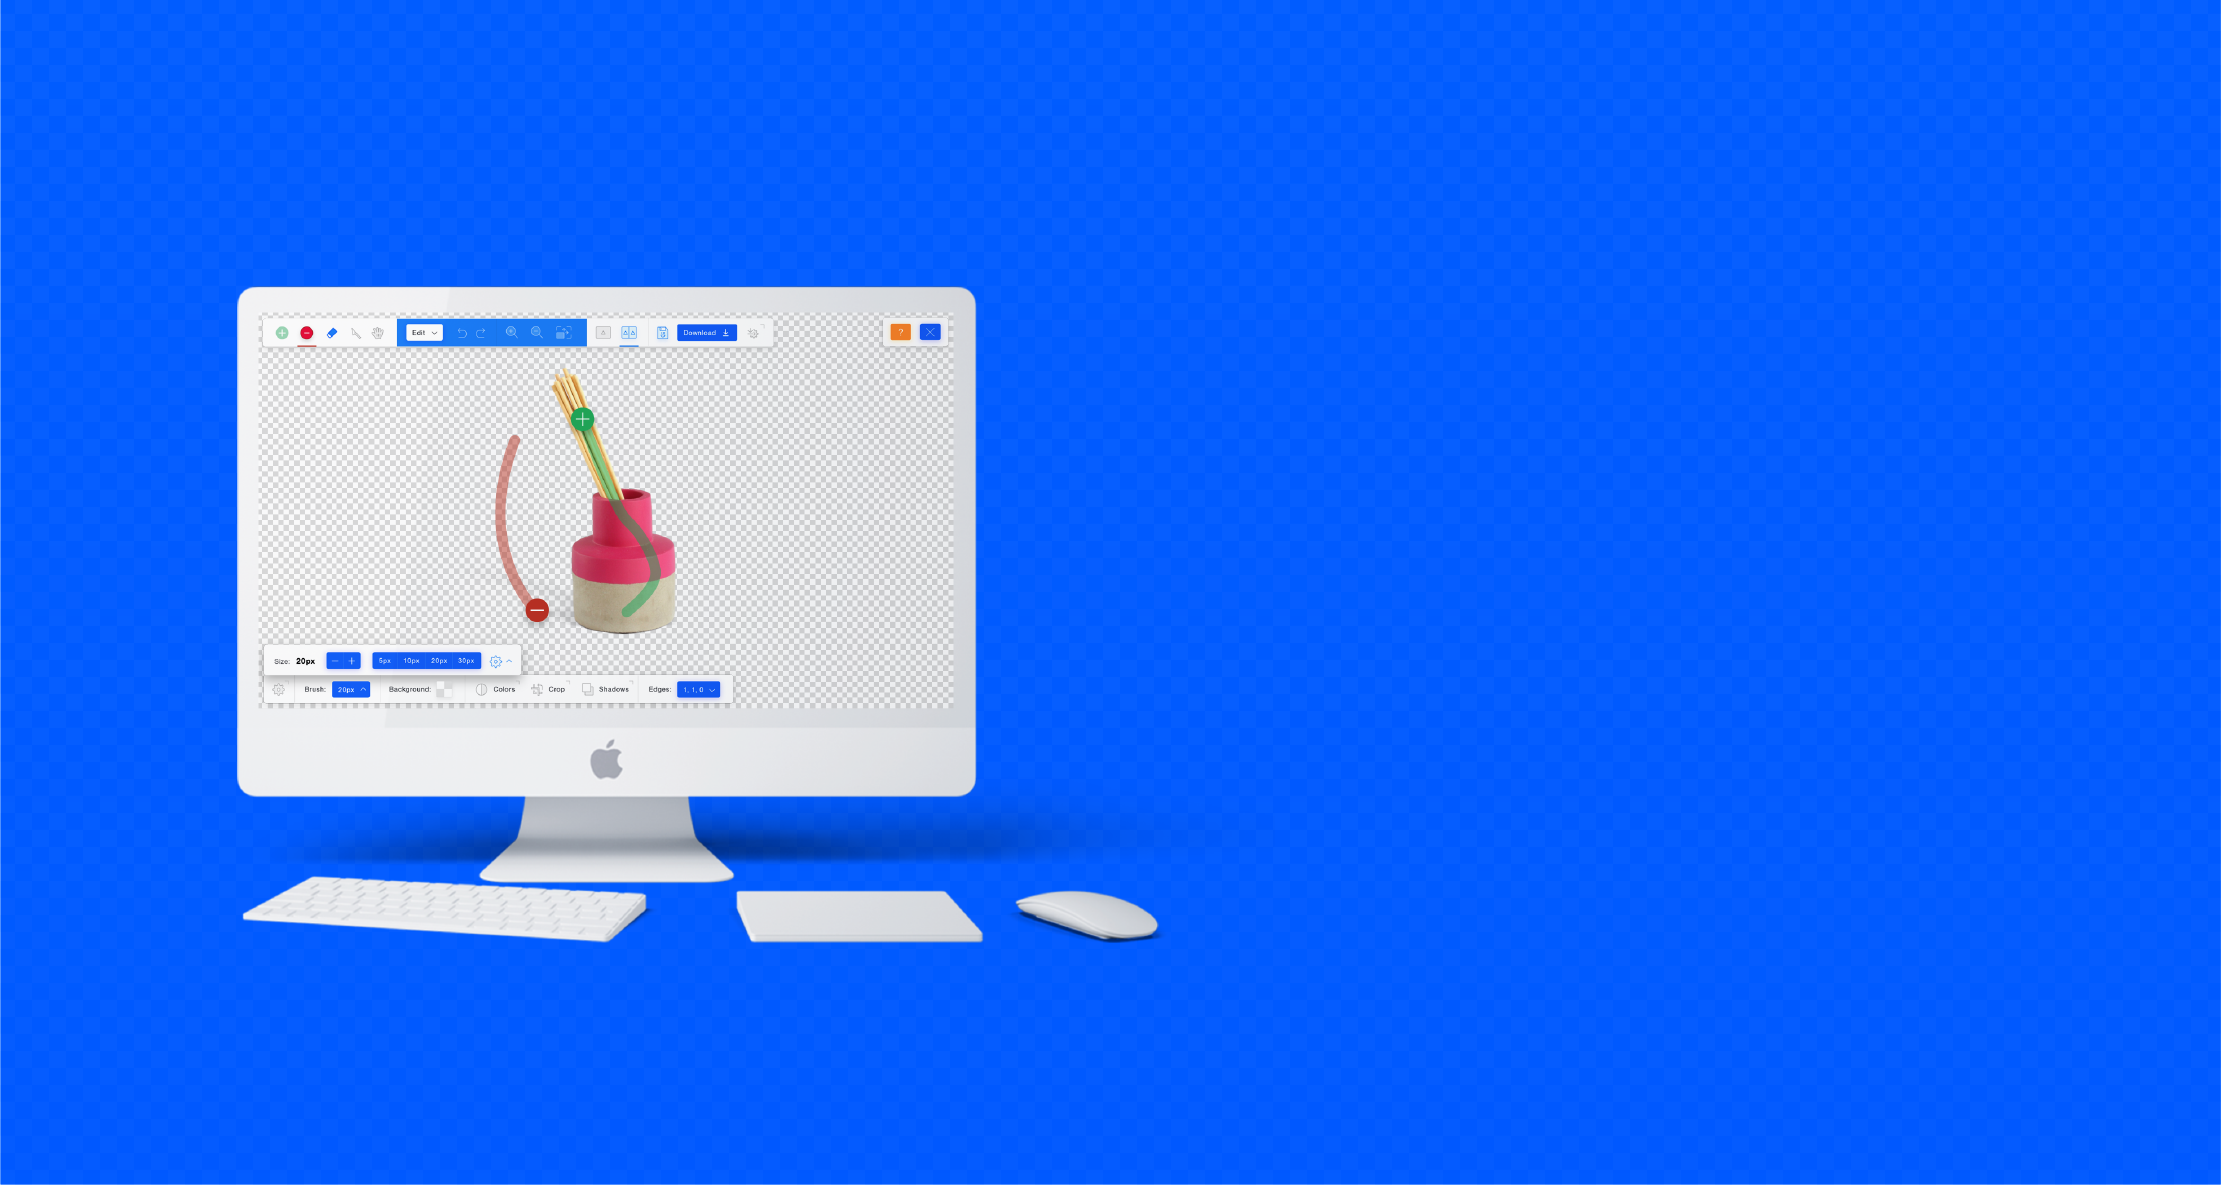 Edit
Download
?
Size: 20px
5px 10px 20px 30px
Brush: 20px
Background:
Colors
Crop
Shadows
Edges: 1, 1, 0